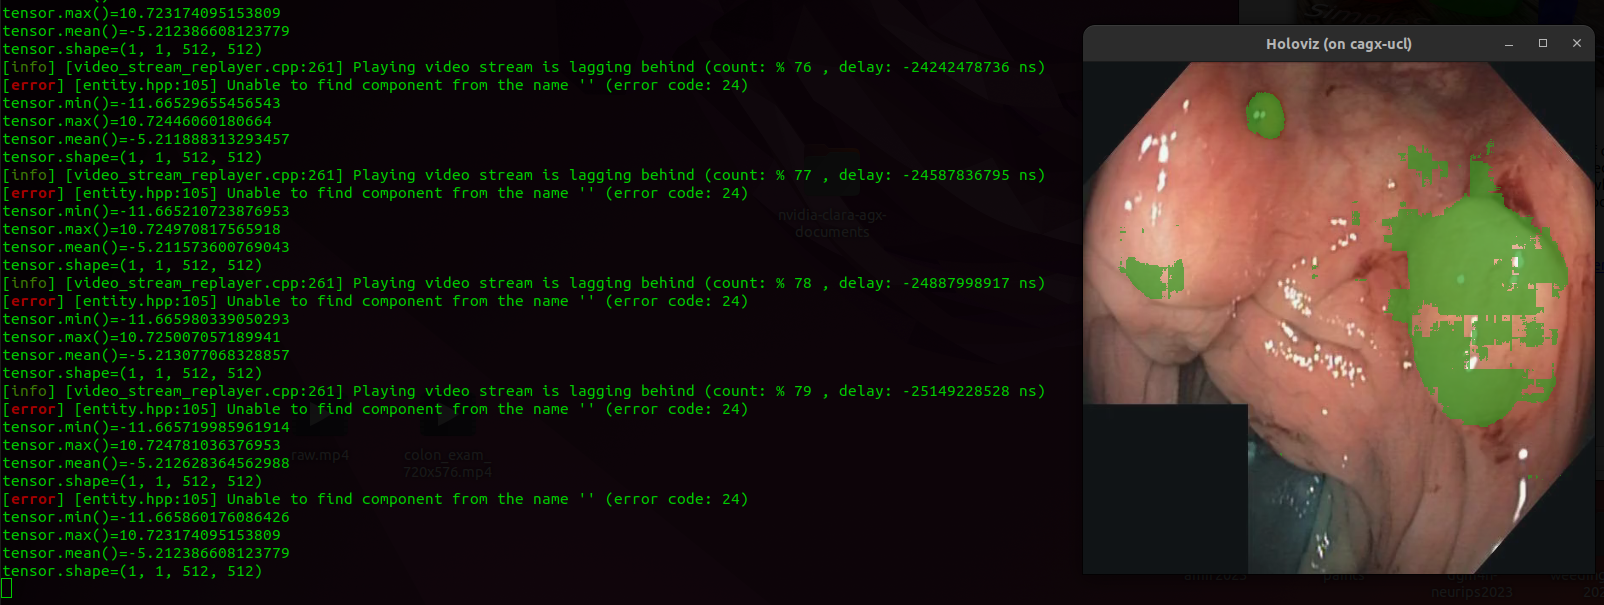 tensor.max()=10.723174095153809
tensor.mean()=-5.212386608123779
tensor.shape=(1, 1, 512, 512)
[info] [video_stream_replayer.cpp:261] Playing video stream is lagging behind (count: % 76 , delay: -24242478736 ns)
[error] [entity.hpp:105] Unable to find component from the name '' (error code: 24)
tensor.min()=-11.66529655456543
tensor.max()=10.72446060180664
tensor.mean()=-5.211888313293457
tensor.shape=(1, 1, 512, 512)
[info] [video_stream_replayer.cpp:261] Playing video stream is lagging behind (count: % 77 , delay: -24587836795 ns)
[error] [entity.hpp:105] Unable to find component from the name '' (error code: 24)
tensor.min()=-11.665210723876953
tensor.max()=10.724970817565918
tensor.mean()=-5.211573600769043
tensor.shape=(1, 1, 512, 512)
[info] [video_stream_replayer.cpp:261] Playing video stream is lagging behind (count: % 78 , delay: -24887998917 ns)
[error] [entity.hpp:105] Unable to find component from the name '' (error code: 24)
tensor.min()=-11.665980339050293
tensor.max()=10.725007057189941
tensor.mean()=-5.213077068328857
tensor.shape=(1, 1, 512, 512)
[info] [video_stream_replayer.cpp:261] Playing video stream is lagging behind (count: % 79 , delay: -25149228528 ns)
[error] [entity.hpp:105] Unable to find component from the name '' (error code: 24)
tensor.min()=-11.665719985961914
tensor.max()=10.724781036376953
tensor.mean()=-5.212628364562988
tensor.shape=(1, 1, 512, 512)
[error] [entity.hpp:105] Unable to find component from the name '' (error code: 24)
tensor.min()=-11.665860176086426
tensor.max()=10.723174095153809
tensor.mean()=-5.212386608123779
tensor.shape=(1, 1, 512, 512)
nvidia-clara-agx-
documents
raw.mp4
colon_exam_
720x576.mp4
Holoviz (on cagx-ucl)
neurips2023